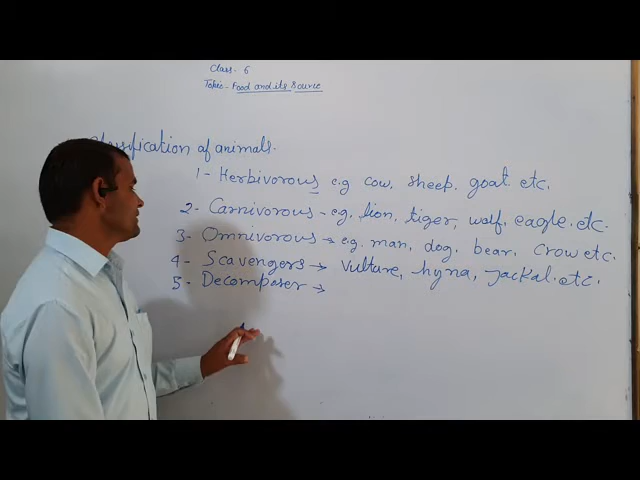 Class- 6
Topic- Food and its Source
Classification of animals.
1- Herbivorous e.g cow, sheep, goat. etc.
2- Carnivorous - eg. lion, tiger, wolf, eagle. etc.
3- Omnivorous → e.g. man, dog, bear, crow etc.
4- Scavengers → Vulture, hyna, Jackal. etc.
5- Decomposer →